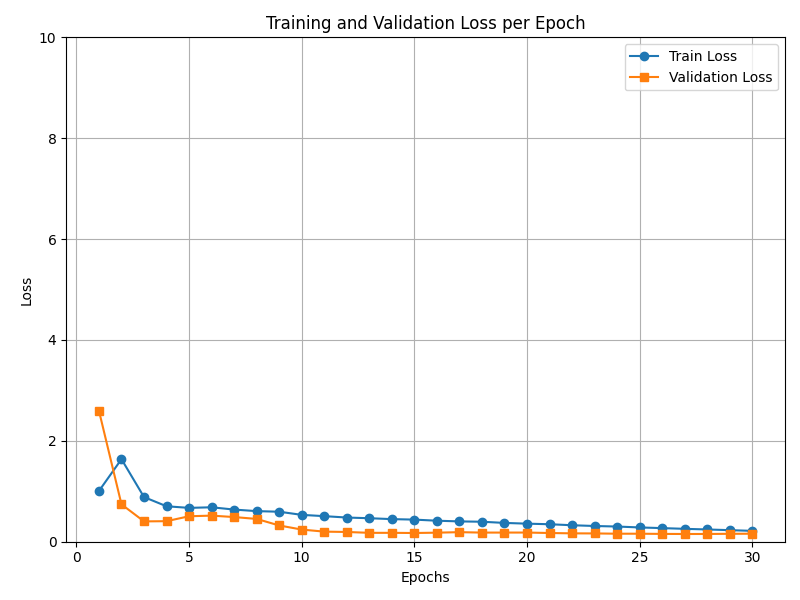 Training and Validation Loss per Epoch
Train Loss
Validation Loss
Loss
10
8
6
4
2
0
0 5 10 15 20 25 30
Epochs